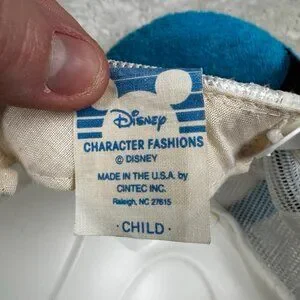 Disney
CHARACTER FASHIONS
© DISNEY
MADE IN THE U.S.A. by
CINTEC INC.
Raleigh, NC 27615
· CHILD ·